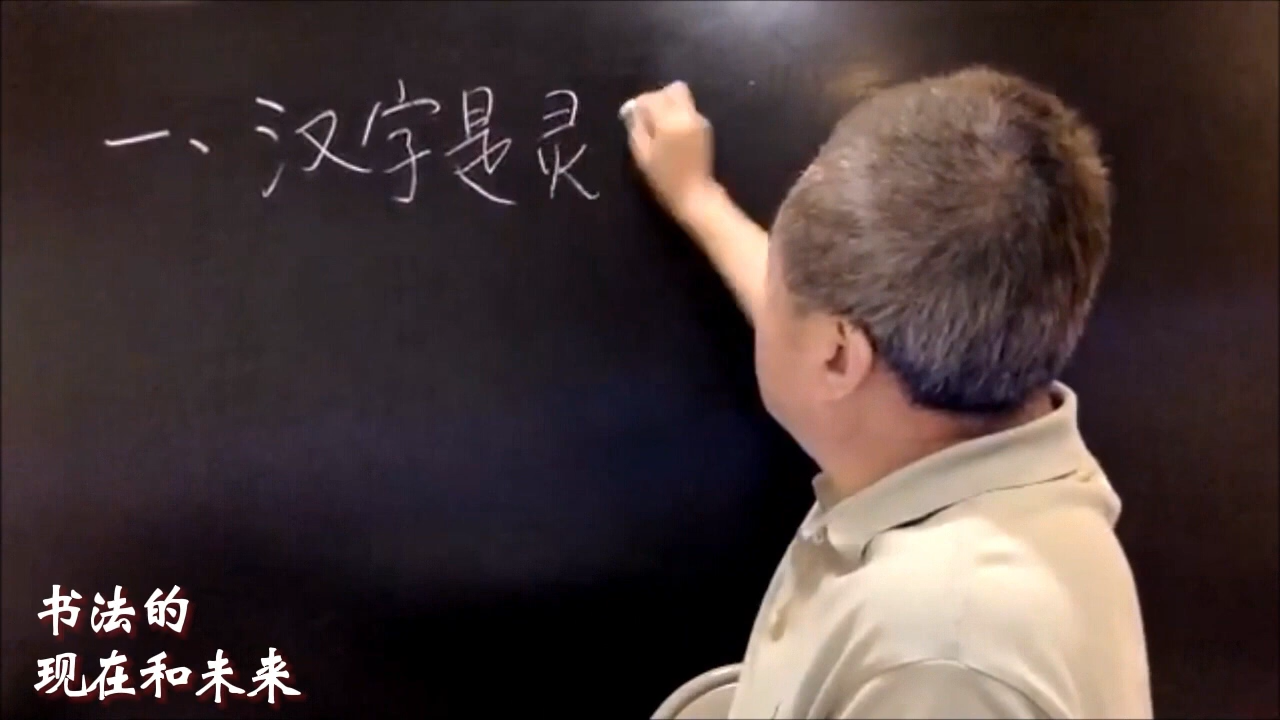 一、汉字是灵
书法的
现在和未来